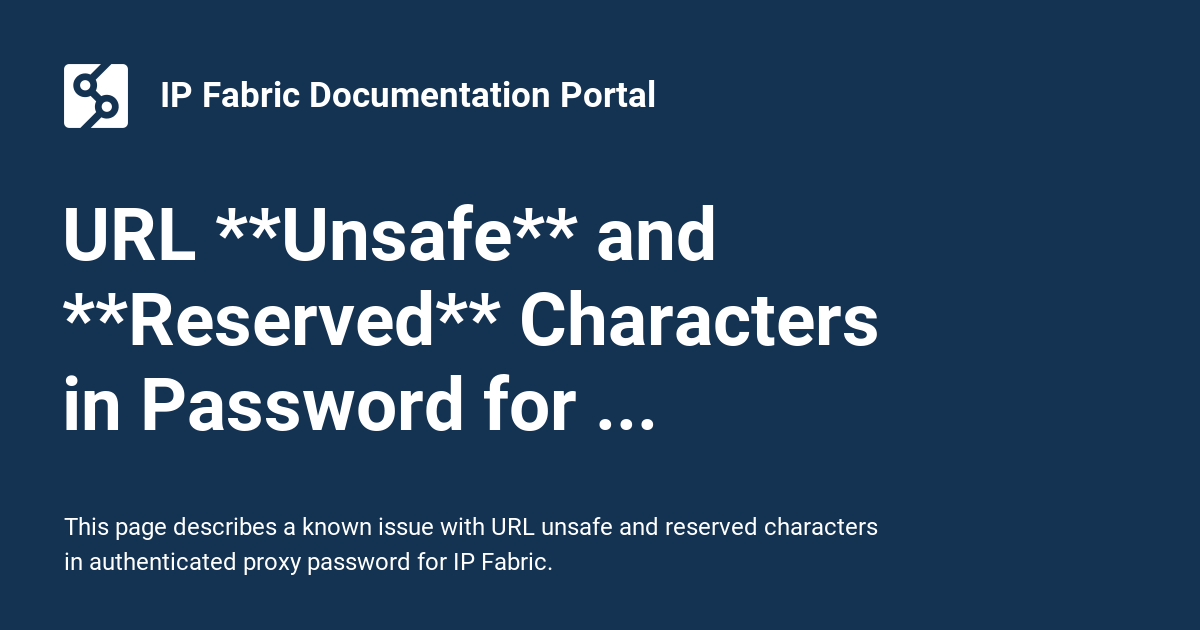 IP Fabric Documentation Portal
URL **Unsafe** and
**Reserved** Characters
in Password for ...
This page describes a known issue with URL unsafe and reserved characters
in authenticated proxy password for IP Fabric.